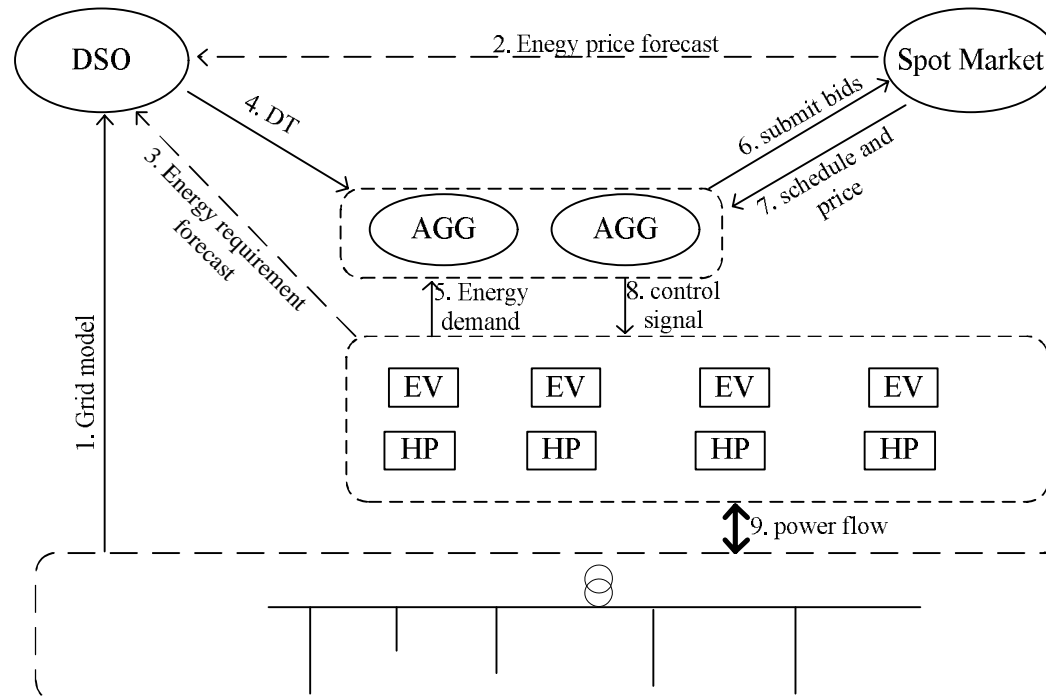 2. Enegy price forecast
DSO
Spot Market
4. DT
6. submit bids
7. schedule and
price
3. Energy requirement
forecast
AGG
AGG
5. Energy
demand
8. control
signal
1. Grid model
EV
EV
EV
EV
HP
HP
HP
HP
9. power flow